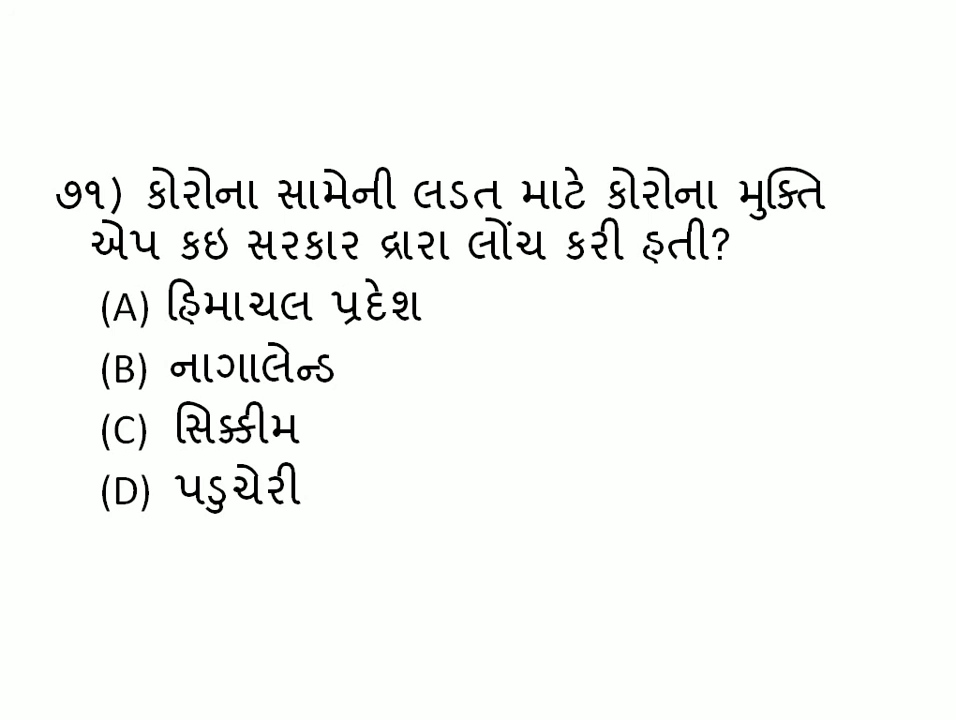 ૭૧) કોરોના સામેની લડત માટે કોરોના મુક્તિ
એપ કઇ સરકાર દ્રારા લોંચ કરી હતી?
(A) હિમાચલ પ્રદેશ
(B) નાગાલેન્ડ
(C) સિક્કીમ
(D) પડુચેરી